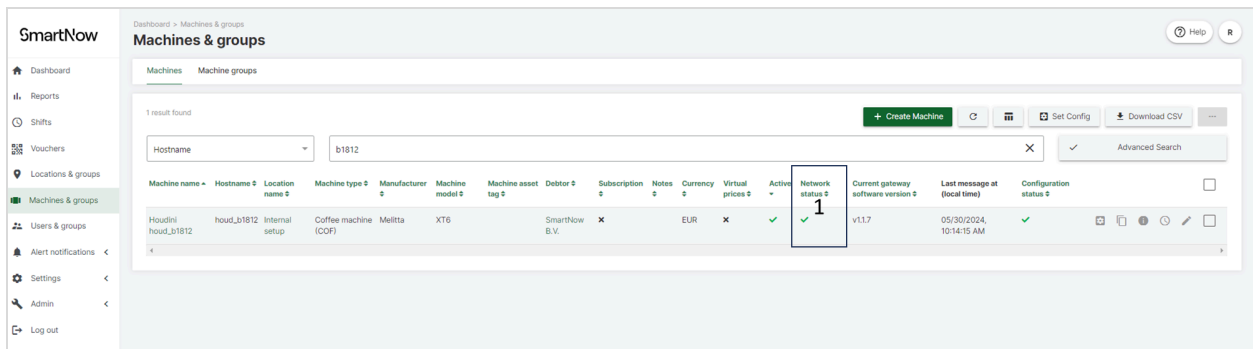 SmartNow
Dashboard > Machines & groups
Machines & groups
Help
R
Dashboard
Reports
Shifts
Vouchers
Locations & groups
Machines & groups
Users & groups
Alert notifications
Settings
Admin
Log out
Machines Machine groups
1 result found
+ Create Machine
Set Config
Download CSV
...
Hostname
b1812
Advanced Search
Machine name Hostname Location name Machine type Manufacturer Machine model Machine asset tag Debtor Subscription Notes Currency Virtual prices Active Network status Current gateway software version Last message at (local time) Configuration status
1
Houdini houd_b1812 houd_b1812 Internal setup Coffee machine (COF) Melitta XT6 SmartNow B.V. EUR v1.1.7 05/30/2024, 10:14:15 AM